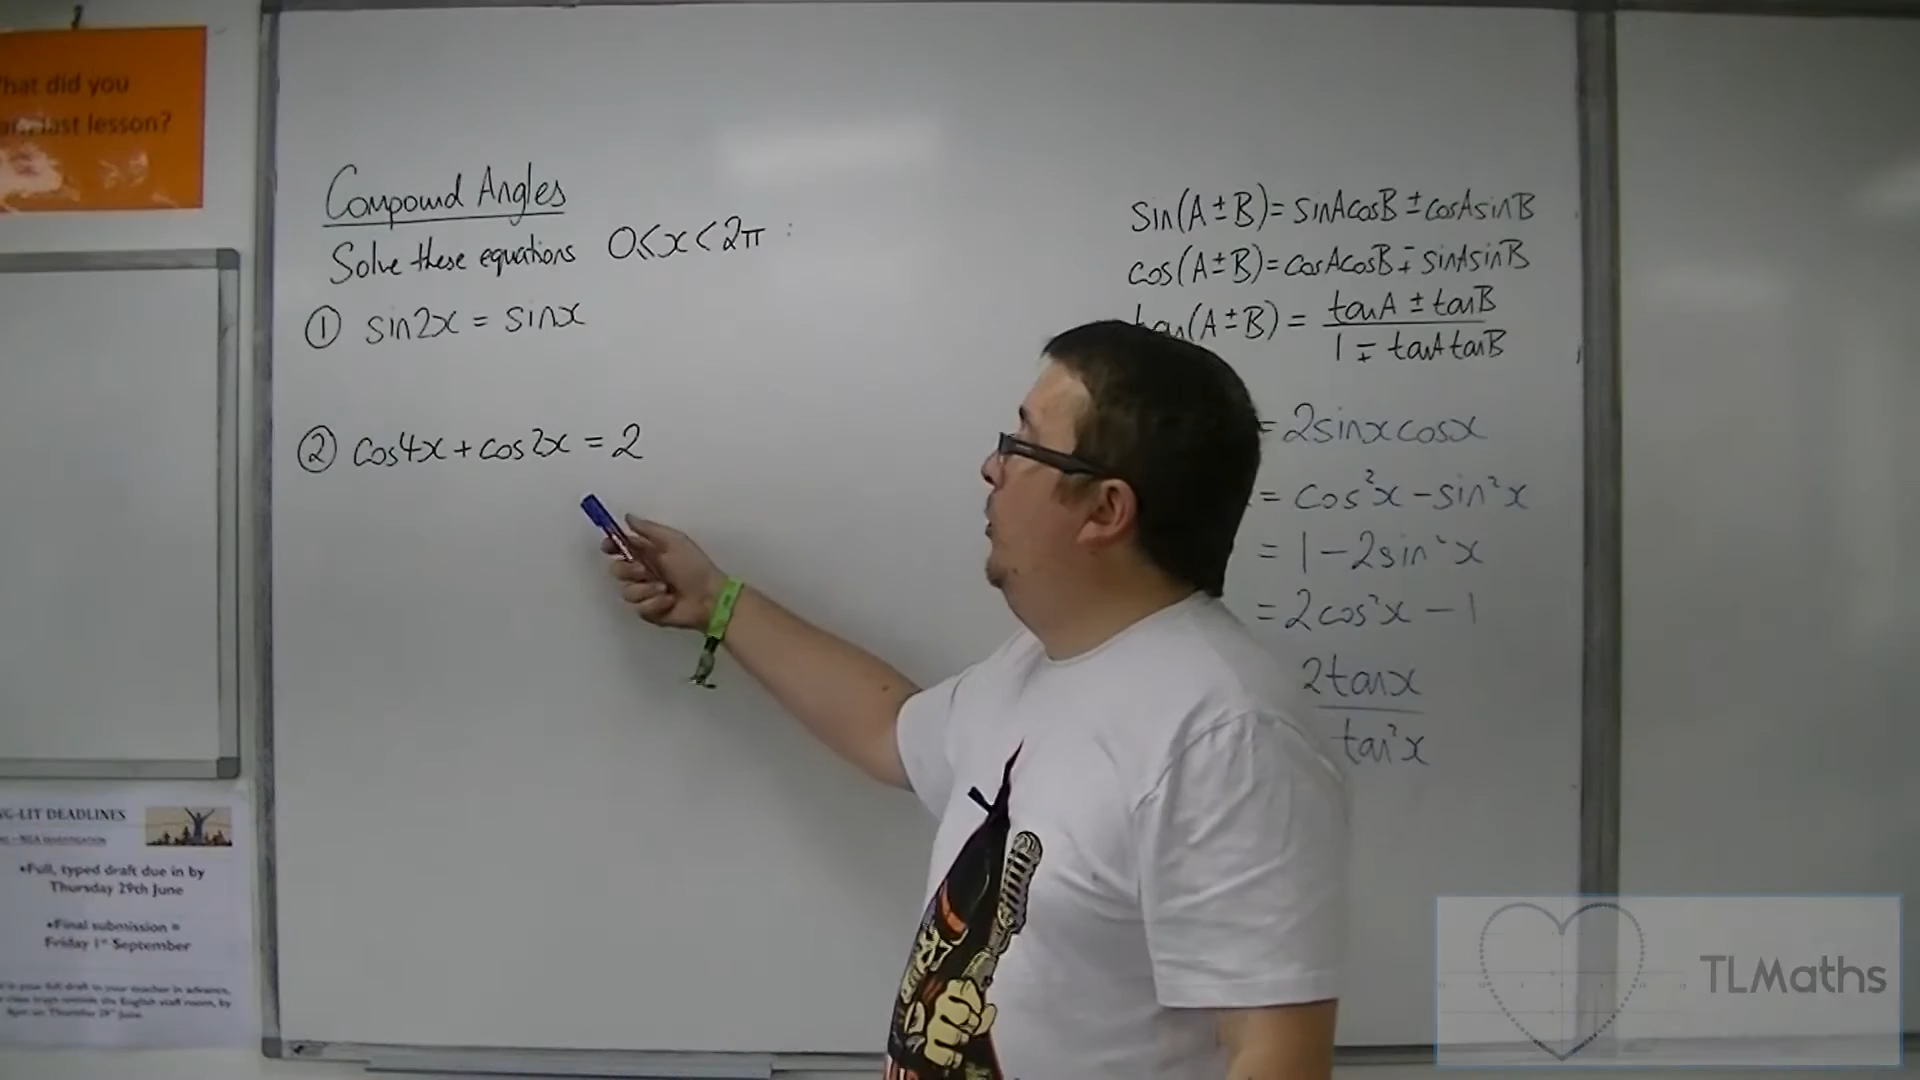 hat did you
last lesson?
Compound Angles
Solve these equations 0⩽x<2π :
① sin2x = sinx
② cos4x + cos2x = 2
sin(A±B) = sinAcosB ± cosAsinB
cos(A±B) = cosAcosB ∓ sinAsinB
tan(A±B) = tanA ± tanB
1 ∓ tanAtanB
= 2sinxcosx
= cos²x - sin²x
= 1 - 2sin²x
= 2cos²x - 1
2tanx
tan²x
G-LIT DEADLINES
•Full, typed draft due in by
Thursday 29th June
•Final submission =
Friday 1st September
TLMaths